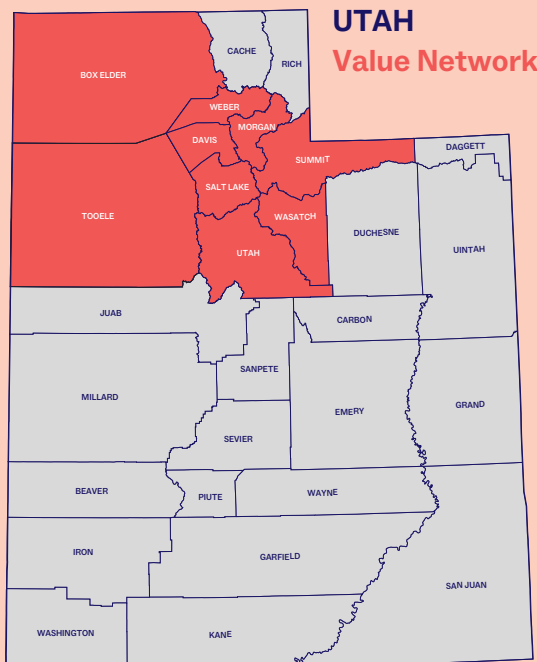 UTAH
Value Network
CACHE
RICH
BOX ELDER
WEBER
MORGAN
DAVIS
SUMMIT
DAGGETT
SALT LAKE
TOOELE
WASATCH
DUCHESNE
UINTAH
UTAH
JUAB
CARBON
SANPETE
MILLARD
EMERY
GRAND
SEVIER
BEAVER
PIUTE
WAYNE
IRON
GARFIELD
SAN JUAN
WASHINGTON
KANE